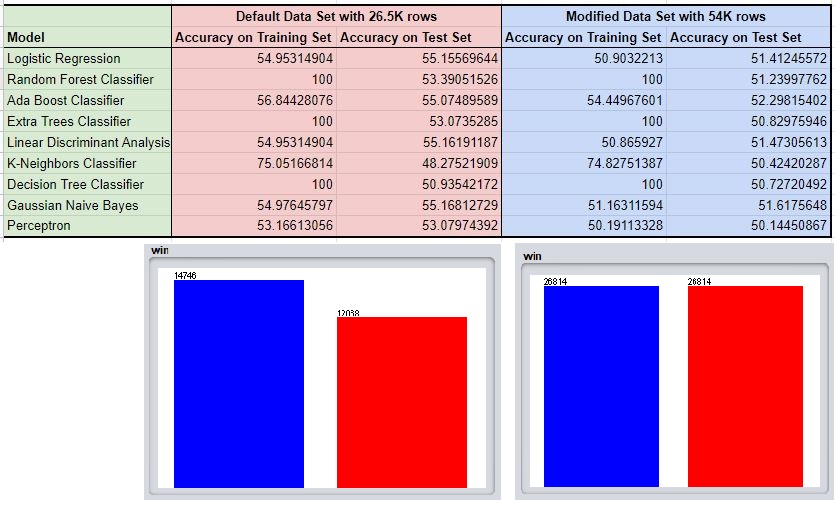 Default Data Set with 26.5K rows Modified Data Set with 54K rows
Model Accuracy on Training Set Accuracy on Test Set Accuracy on Training Set Accuracy on Test Set
Logistic Regression 54.95314904 55.15569644 50.9032213 51.41245572
Random Forest Classifier 100 53.39051526 100 51.23997762
Ada Boost Classifier 56.84428076 55.07489589 54.44967601 52.29815402
Extra Trees Classifier 100 53.0735285 100 50.82975946
Linear Discriminant Analysis 54.95314904 55.16191187 50.865927 51.47305613
K-Neighbors Classifier 75.05166814 48.27521909 74.82751387 50.42420287
Decision Tree Classifier 100 50.93542172 100 50.72720492
Gaussian Naive Bayes 54.97645797 55.16812729 51.16311594 51.6175648
Perceptron 53.16613056 53.07974392 50.19113328 50.14450867
win win
14746 12038 26814 26814